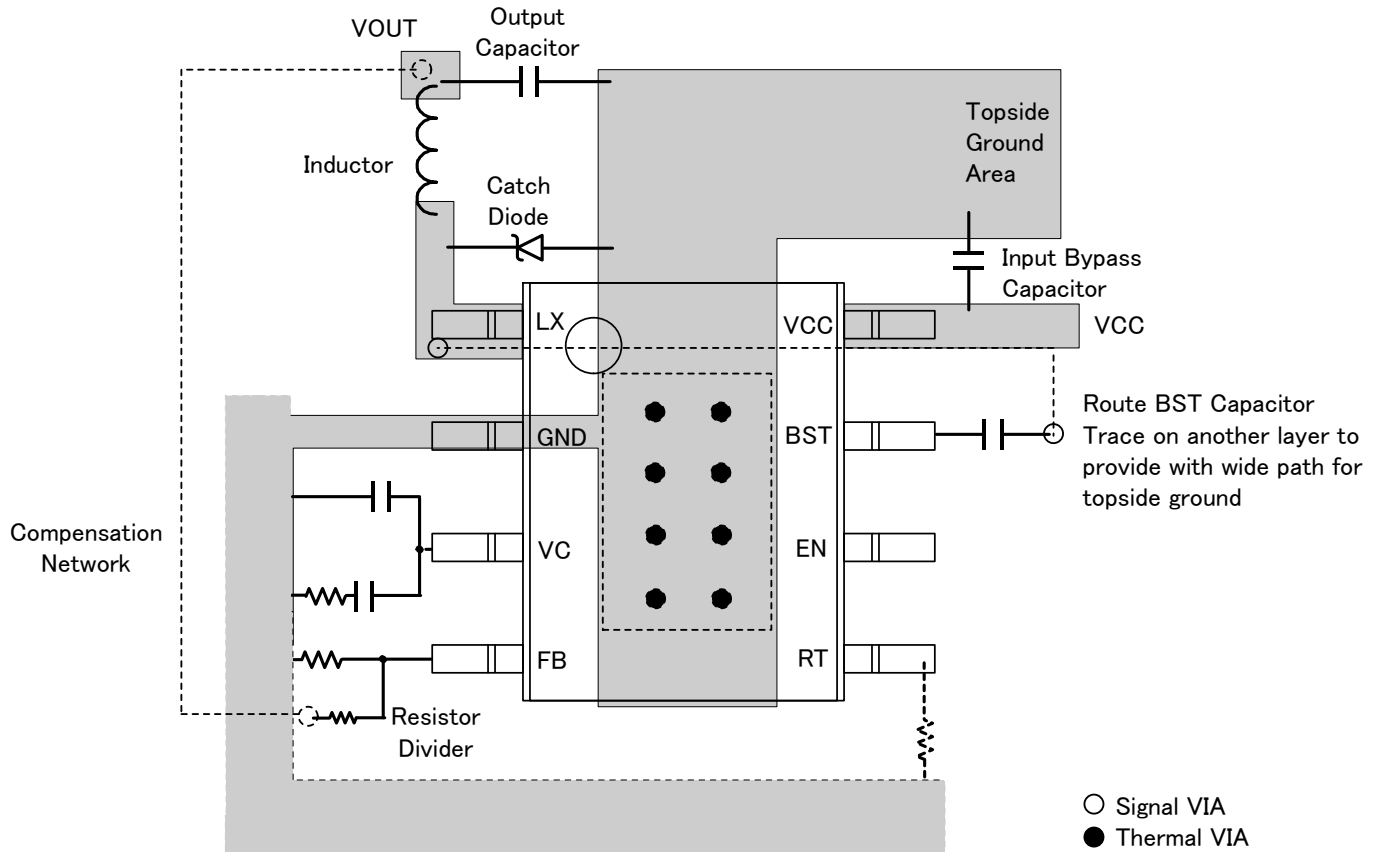 VOUT
Output
Capacitor
Topside
Ground
Area
Inductor
Catch
Diode
Input Bypass
Capacitor
LX
VCC
VCC
GND
BST
Route BST Capacitor
Trace on another layer to
provide with wide path for
topside ground
Compensation
Network
VC
EN
FB
RT
Resistor
Divider
Signal VIA
Thermal VIA